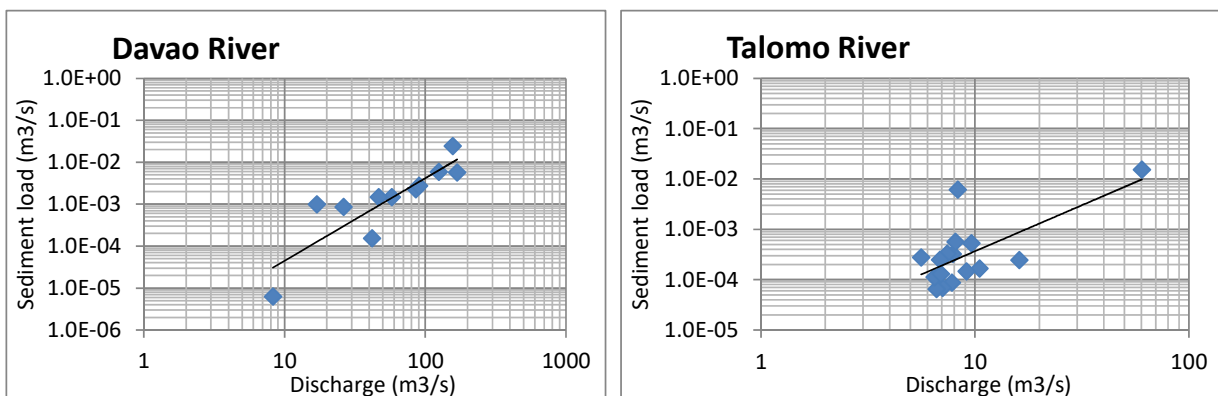 Davao River
Sediment load (m3/s)
1.0E+00
1.0E-01
1.0E-02
1.0E-03
1.0E-04
1.0E-05
1.0E-06
1 10 100 1000
Discharge (m3/s)
Talomo River
Sediment load (m3/s)
1.0E+00
1.0E-01
1.0E-02
1.0E-03
1.0E-04
1.0E-05
1 10 100
Discharge (m3/s)